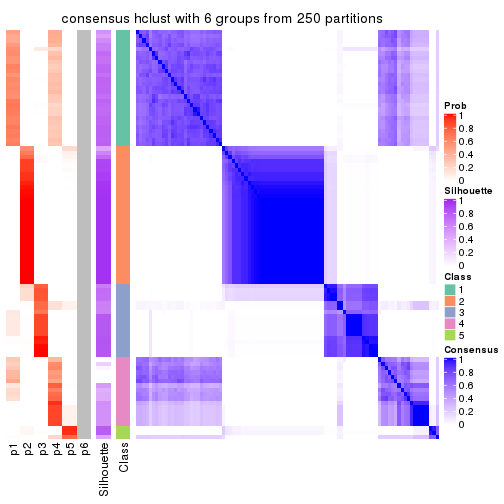 consensus hclust with 6 groups from 250 partitions
Prob
1
0.8
0.6
0.4
0.2
0
Silhouette
1
0.8
0.6
0.4
0.2
0
Class
1
2
3
4
5
Consensus
1
0.8
0.6
0.4
0.2
0
p1
p2
p3
p4
p5
p6
Silhouette
Class